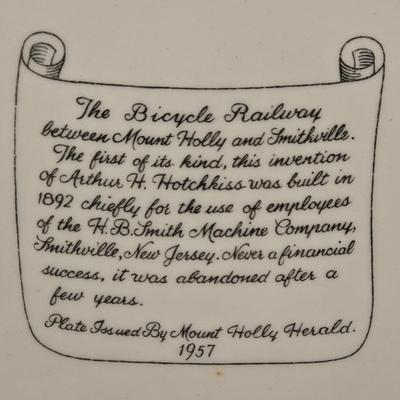 The Bicycle Railway
between Mount Holly and Smithville.
The first of its kind, this invention
of Arthur H. Hotchkiss was built in
1892 chiefly for the use of employees
of the H.B. Smith Machine Company,
Smithville, New Jersey. Never a financial
success, it was abandoned after a
few years.
Plate Issued By Mount Holly Herald.
1957